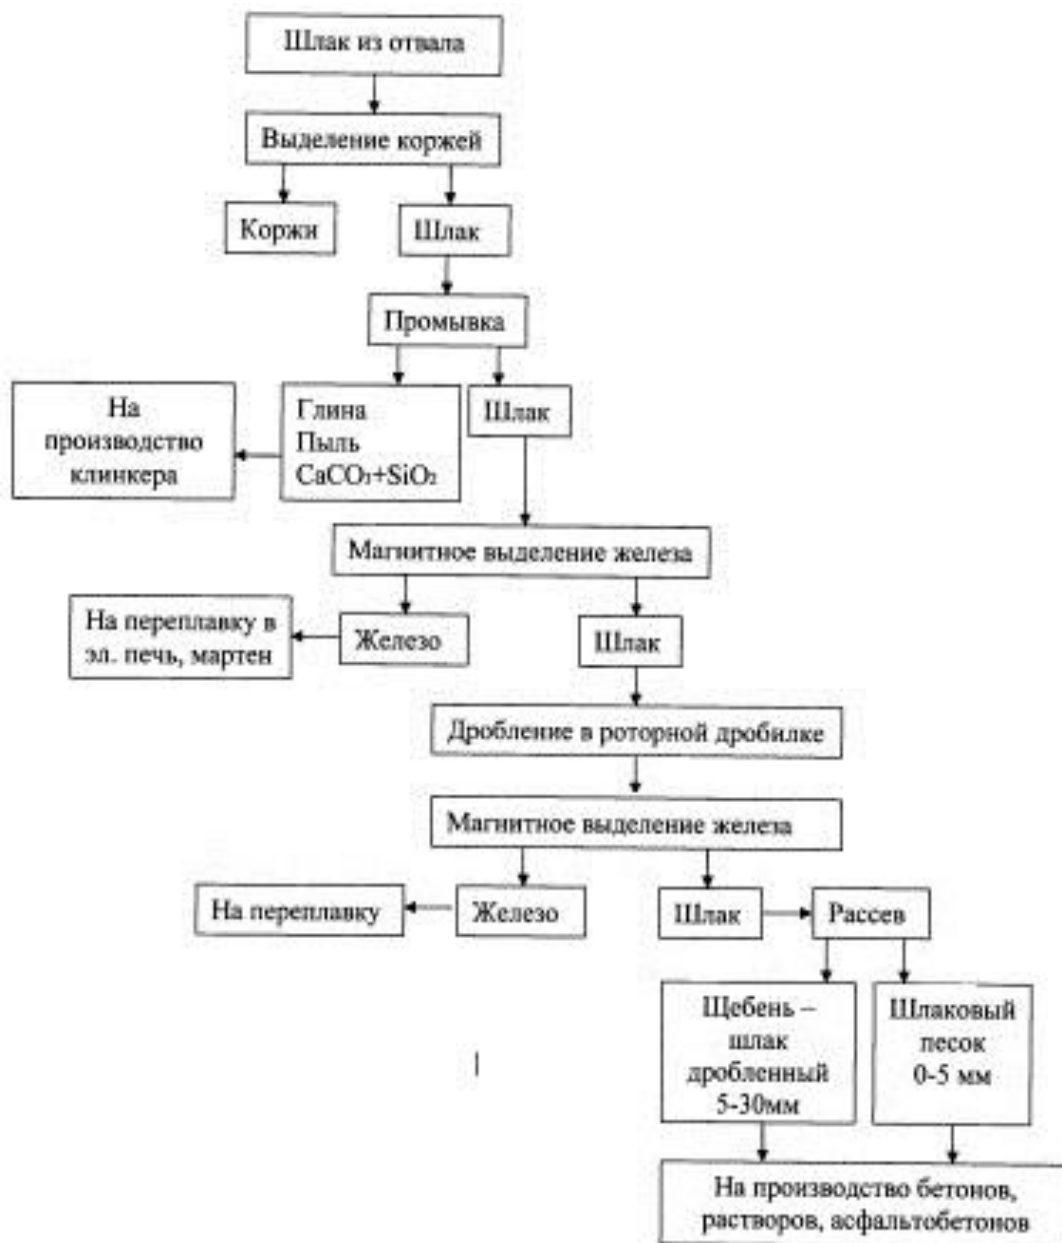 Шлак из отвала
Выделение коржей
Коржи
Шлак
Промывка
На
производство
клинкера
Глина
Пыль
CaCO₃+SiO₂
Шлак
Магнитное выделение железа
На переплавку в
эл. печь, мартен
Железо
Шлак
Дробление в роторной дробилке
Магнитное выделение железа
На переплавку
Железо
Шлак
Рассев
Щебень –
шлак
дробленный
5-30мм
Шлаковый
песок
0-5 мм
На производство бетонов,
растворов, асфальтобетонов